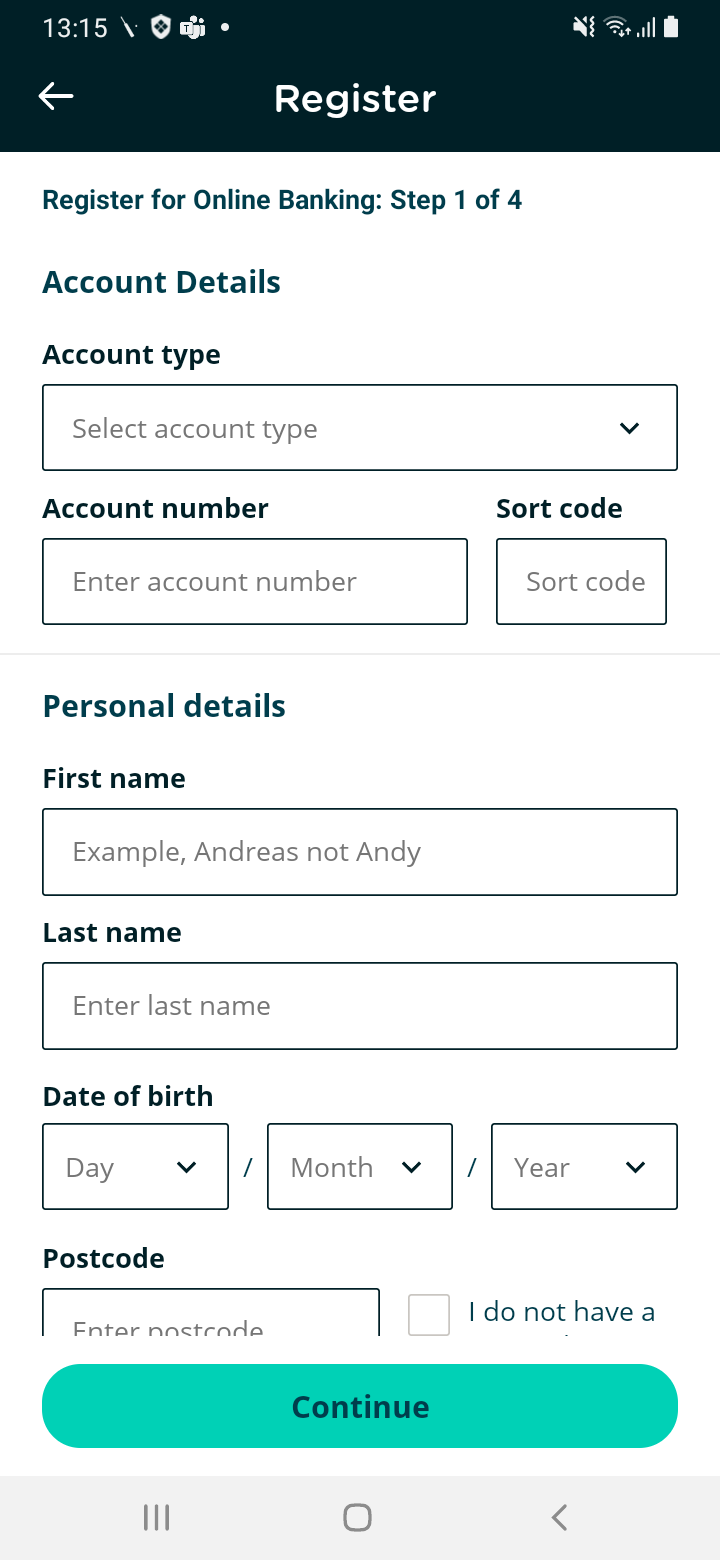 13:15
Register
Register for Online Banking: Step 1 of 4
Account Details
Account type
Select account type
Account number Sort code
Enter account number Sort code
Personal details
First name
Example, Andreas not Andy
Last name
Enter last name
Date of birth
Day / Month / Year
Postcode
Enter postcode I do not have a
Continue